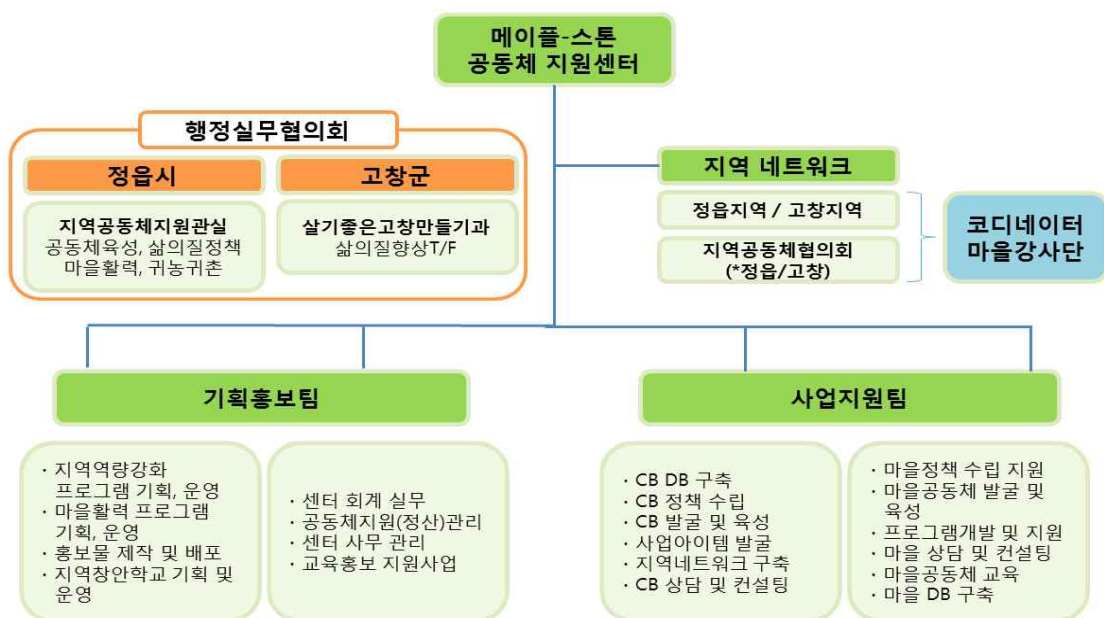 메이플-스톤
공동체 지원센터
행정실무협의회
정읍시
지역공동체지원관실
공동체육성, 삶의질정책
마을활력, 귀농귀촌
고창군
살기좋은고창만들기과
삶의질향상T/F
지역 네트워크
정읍지역 / 고창지역
지역공동체협의회
(*정읍/고창)
코디네이터
마을강사단
기획홍보팀
· 지역역량강화
프로그램 기획, 운영
· 마을활력 프로그램
기획, 운영
· 홍보물 제작 및 배포
· 지역창안학교 기획 및
운영
· 센터 회계 실무
· 공동체지원(정산)관리
· 센터 사무 관리
· 교육홍보 지원사업
사업지원팀
· CB DB 구축
· CB 정책 수립
· CB 발굴 및 육성
· 사업아이템 발굴
· 지역네트워크 구축
· CB 상담 및 컨설팅
· 마을정책 수립 지원
· 마을공동체 발굴 및
육성
· 프로그램개발 및 지원
· 마을 상담 및 컨설팅
· 마을공동체 교육
· 마을 DB 구축